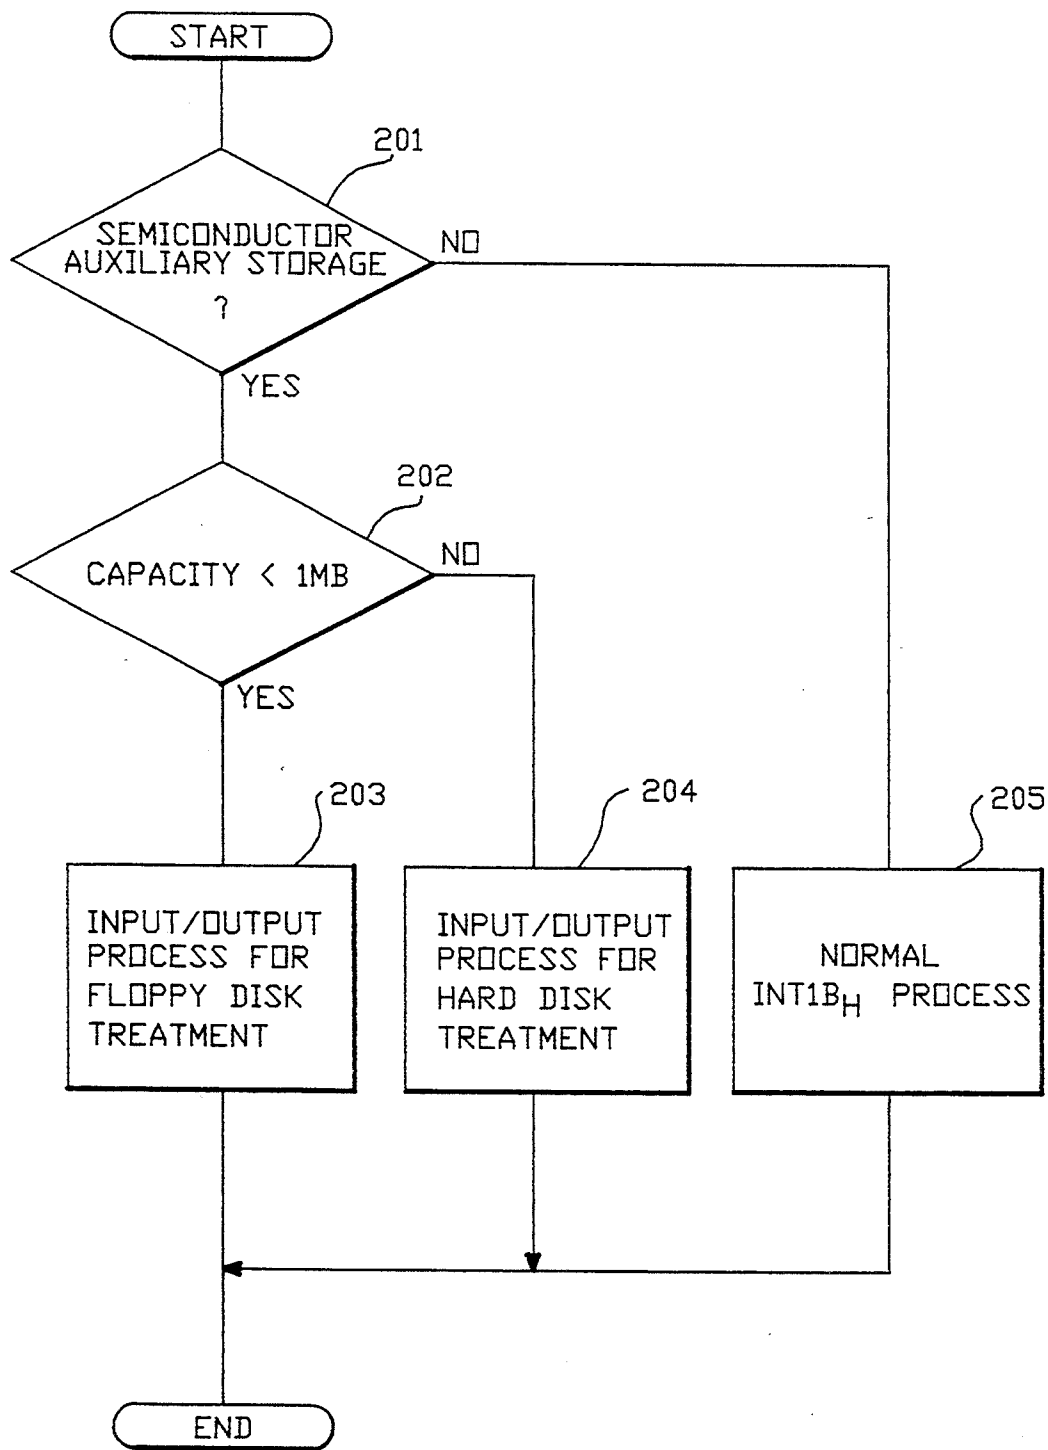 START
201
SEMICONDUCTOR
AUXILIARY STORAGE
?
NO
YES
202
CAPACITY < 1MB
NO
YES
203
INPUT/OUTPUT
PROCESS FOR
FLOPPY DISK
TREATMENT
204
INPUT/OUTPUT
PROCESS FOR
HARD DISK
TREATMENT
205
NORMAL
INT1BH PROCESS
END